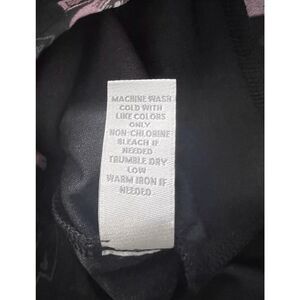 MACHINE WASH
COLD WITH
LIKE COLORS
ONLY
NON-CHLORINE
BLEACH IF
NEEDED
TRUMBLE DRY
LOW
WARM IRON IF
NEEDED